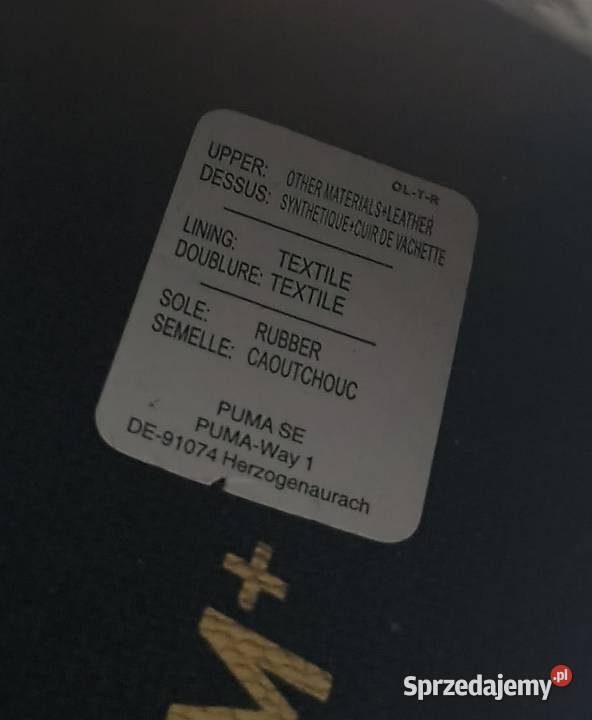 OL-T-R
UPPER: OTHER MATERIALS+LEATHER
DESSUS: SYNTHETIQUE+CUIR DE VACHETTE
LINING: TEXTILE
DOUBLURE: TEXTILE
SOLE: RUBBER
SEMELLE: CAOUTCHOUC
PUMA SE
PUMA-Way 1
DE-91074 Herzogenaurach
M+
Sprzedajemy.pl